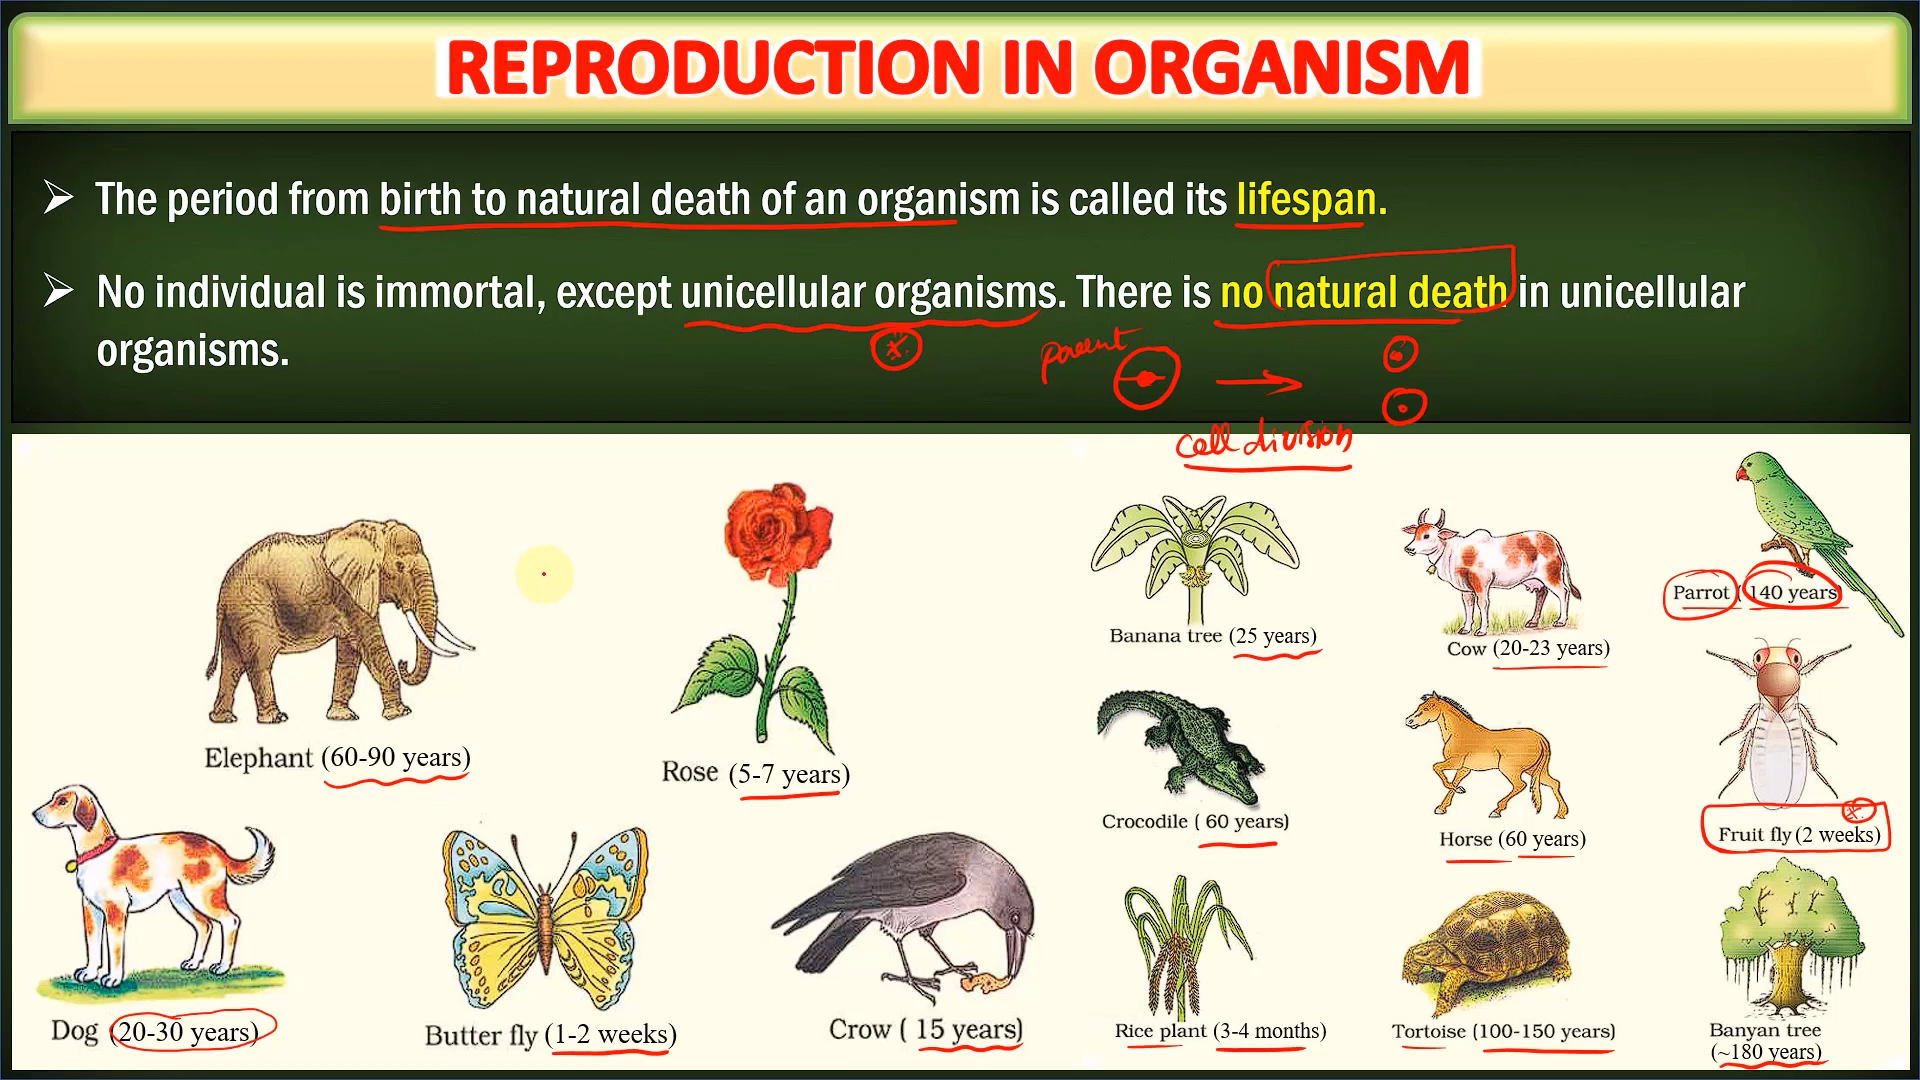 REPRODUCTION IN ORGANISM
➢ The period from birth to natural death of an organism is called its lifespan.
➢ No individual is immortal, except unicellular organisms. There is no natural death in unicellular
organisms.
parent
cell division
Elephant (60-90 years)
Rose (5-7 years)
Banana tree (25 years)
Cow (20-23 years)
Parrot (140 years)
Crocodile ( 60 years)
Horse (60 years)
Fruit fly (2 weeks)
Dog (20-30 years)
Butter fly (1-2 weeks)
Crow ( 15 years)
Rice plant (3-4 months)
Tortoise (100-150 years)
Banyan tree
(~180 years)